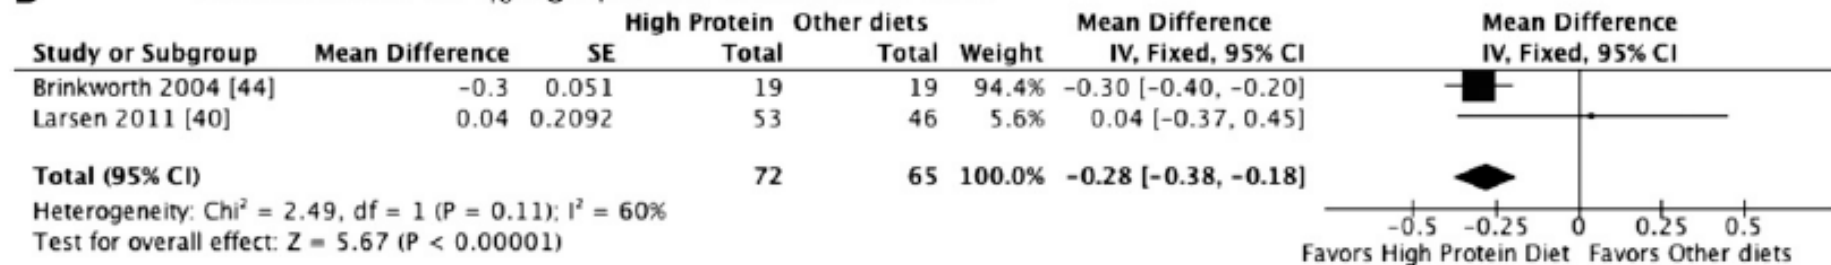 High Protein Other diets Mean Difference Mean Difference
Study or Subgroup Mean Difference SE Total Total Weight IV, Fixed, 95% CI IV, Fixed, 95% CI
Brinkworth 2004 [44] -0.3 0.051 19 19 94.4% -0.30 [-0.40, -0.20]
Larsen 2011 [40] 0.04 0.2092 53 46 5.6% 0.04 [-0.37, 0.45]
Total (95% CI) 72 65 100.0% -0.28 [-0.38, -0.18]
Heterogeneity: Chi² = 2.49, df = 1 (P = 0.11); I² = 60%
Test for overall effect: Z = 5.67 (P < 0.00001)
-0.5 -0.25 0 0.25 0.5
Favors High Protein Diet Favors Other diets